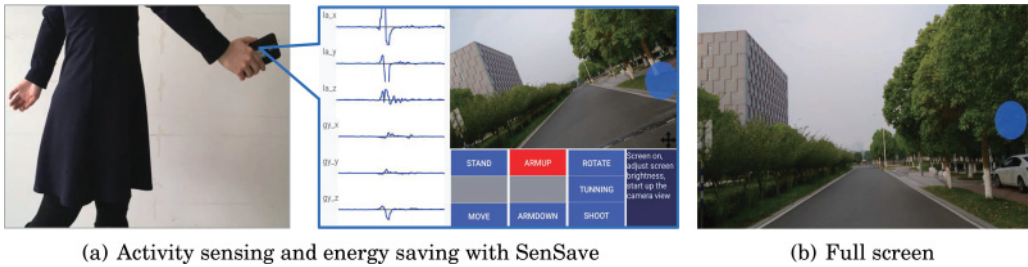 la_x
la_y
la_z
gy_x
gy_y
gy_z
STAND ARMUP ROTATE
TUNNING
MOVE ARMDOWN SHOOT
Screen on,
adjust screen
brightness,
start up the
camera view
(a) Activity sensing and energy saving with SenSave
(b) Full screen